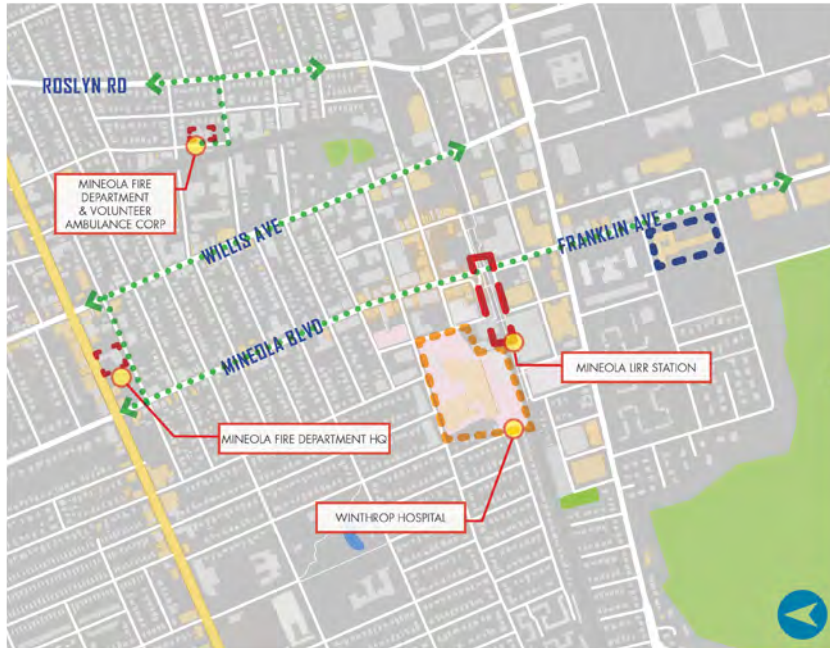 ROSLYN RD
MINEOLA FIRE
DEPARTMENT
& VOLUNTEER
AMBULANCE CORP
WILLIS AVE
FRANKLIN AVE
MINEOLA BLVD
MINEOLA LIRR STATION
MINEOLA FIRE DEPARTMENT HQ
WINTHROP HOSPITAL